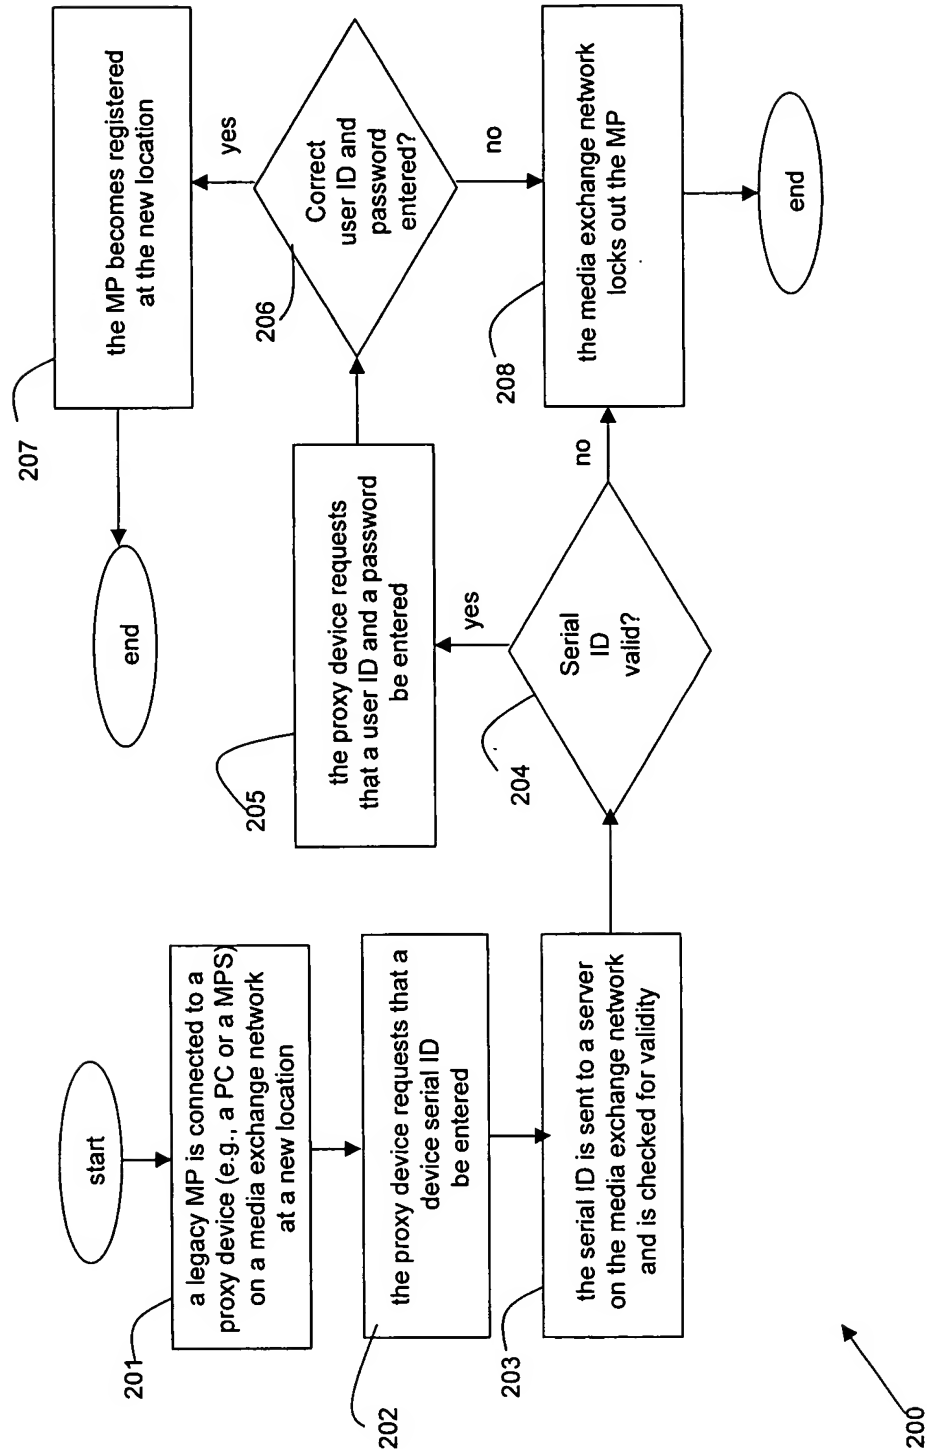 start
a legacy MP is connected to a
proxy device (e.g., a PC or a MPS)
on a media exchange network
at a new location
201
the proxy device requests that a
device serial ID
be entered
202
the serial ID is sent to a server
on the media exchange network
and is checked for validity
203
Serial
ID
valid?
204
yes
no
the proxy device requests
that a user ID and a password
be entered
205
Correct
user ID and
password
entered?
206
yes
no
the MP becomes registered
at the new location
207
end
the media exchange network
locks out the MP
208
end
200